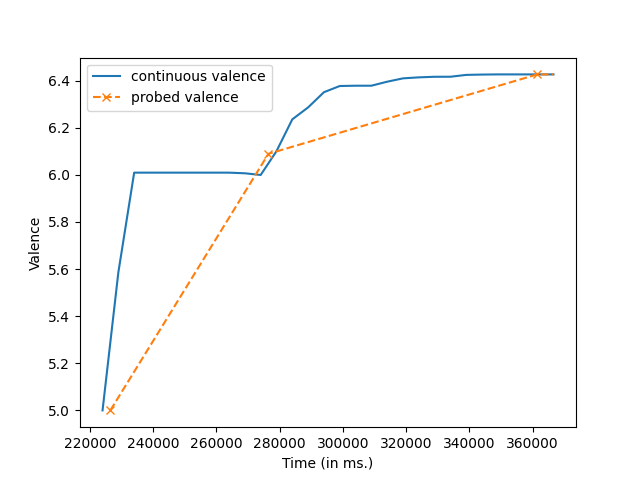 continuous valence
probed valence
6.4
6.2
6.0
5.8
5.6
5.4
5.2
5.0
Valence
220000 240000 260000 280000 300000 320000 340000 360000
Time (in ms.)